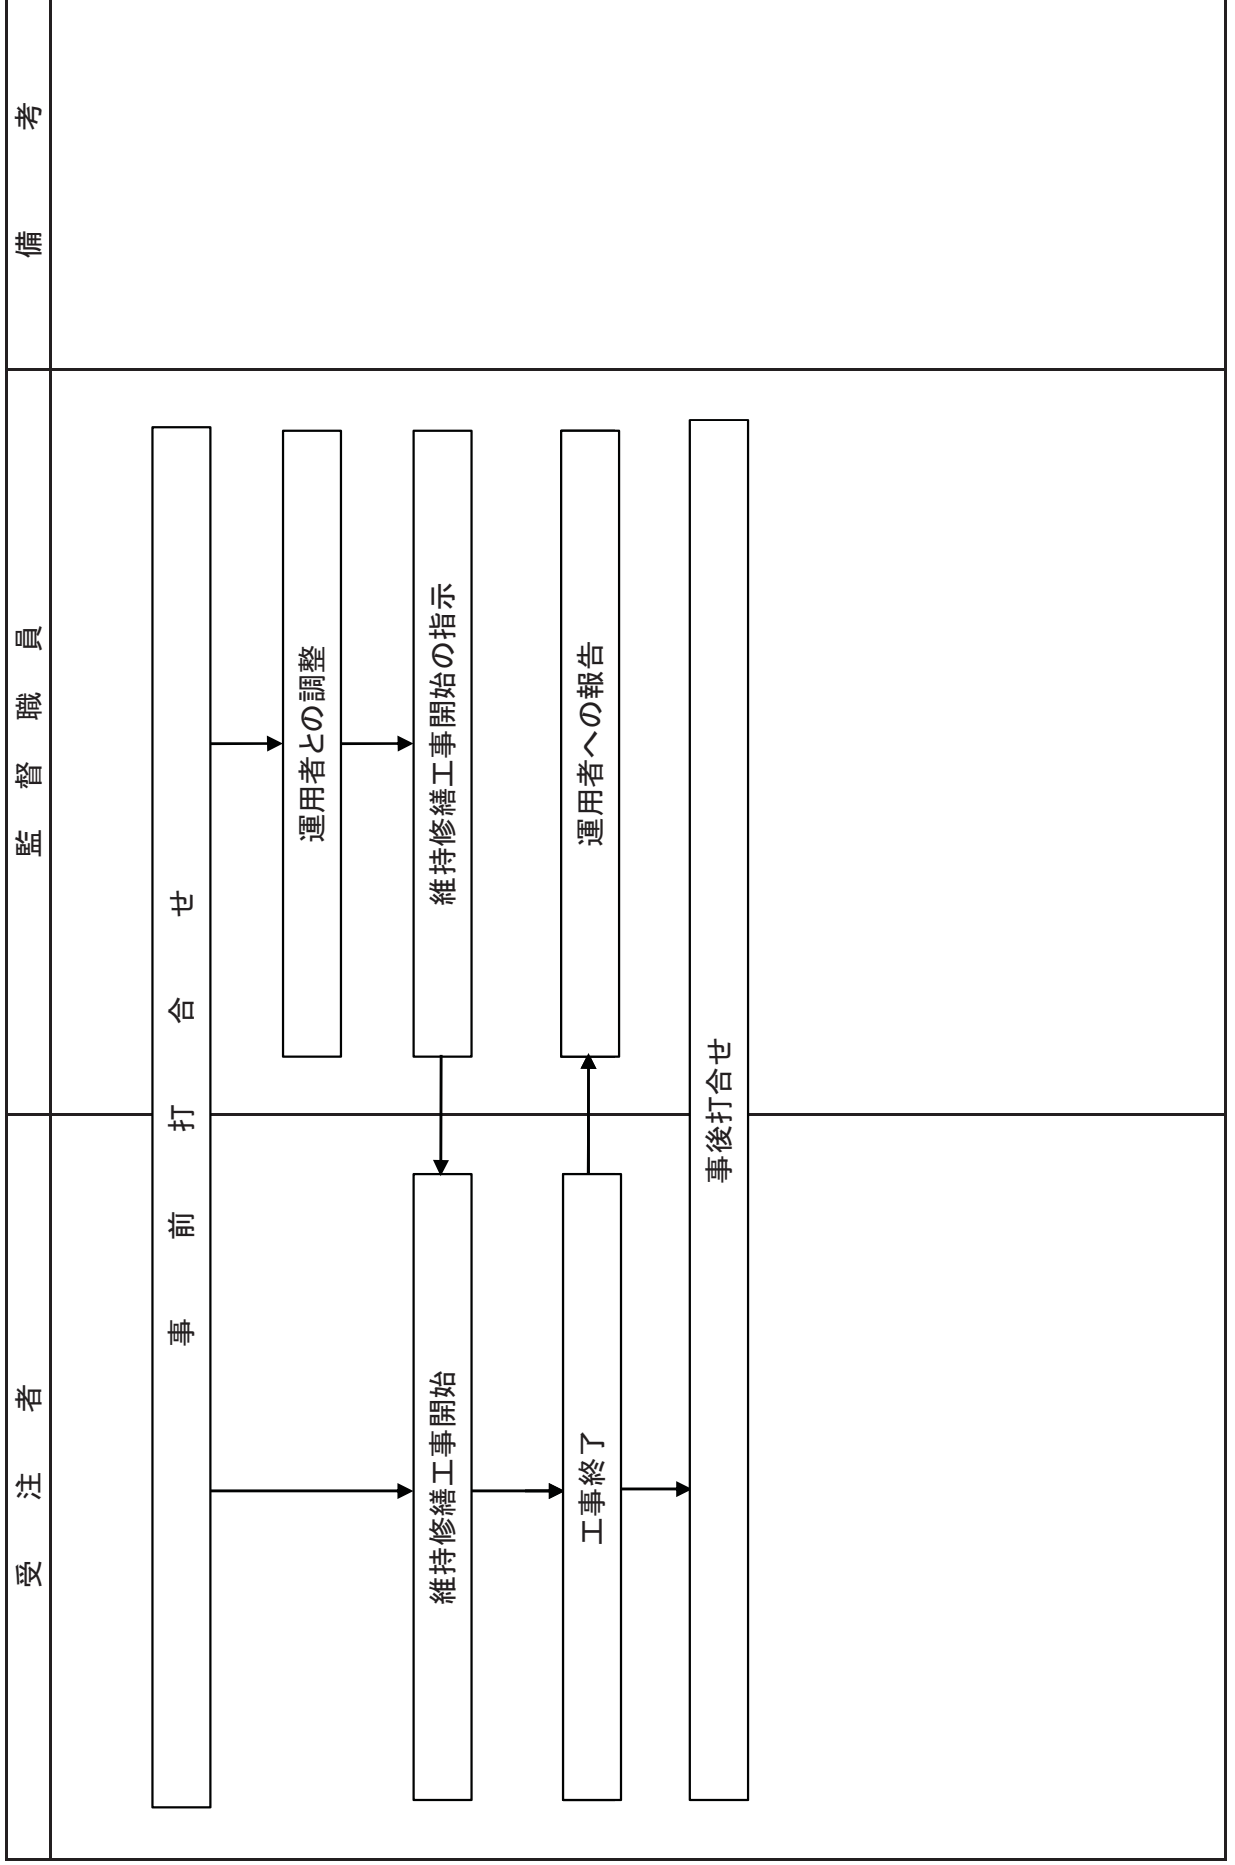 受注者
監督職員
備考
事前打合せ
運用者との調整
維持修繕工事開始
維持修繕工事開始の指示
工事終了
運用者への報告
事後打合せ